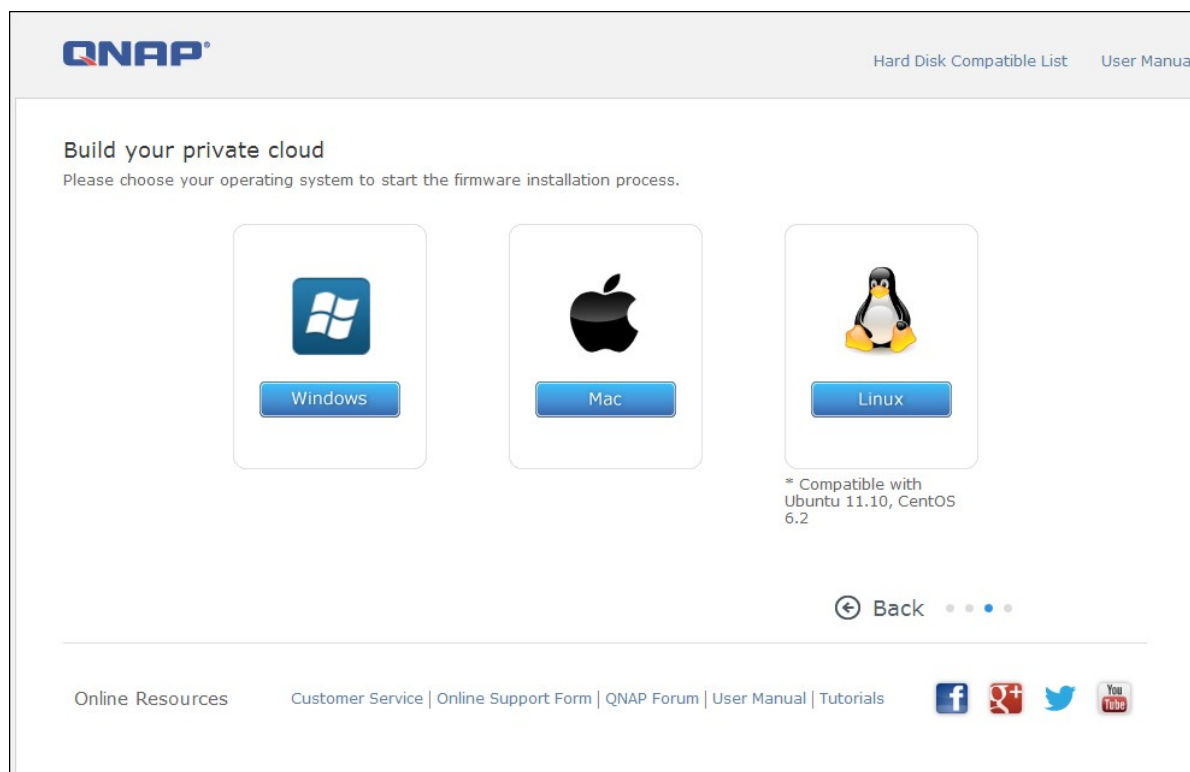 QNAP
Hard Disk Compatible List User Manua
Build your private cloud
Please choose your operating system to start the firmware installation process.
Windows
Mac
Linux
* Compatible with
Ubuntu 11.10, CentOS
6.2
Back
Online Resources
Customer Service | Online Support Form | QNAP Forum | User Manual | Tutorials
f
g+
You
Tube